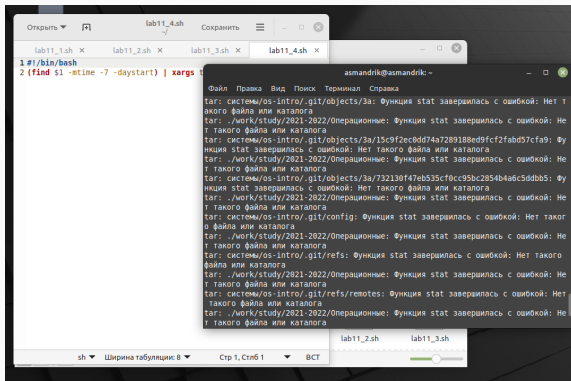 Открыть
lab11_4.sh
~/
Сохранить
lab11_1.sh
lab11_2.sh
lab11_3.sh
lab11_4.sh
1 #!/bin/bash
2 (find $1 -mtime -7 -daystart) | xargs t
asmandrik@asmandrik: ~
Файл Правка Вид Поиск Терминал Справка
tar: системы/os-intro/.git/objects/3a: Функция stat завершилась с ошибкой: Нет т
акого файла или каталога
tar: ./work/study/2021-2022/Операционные: Функция stat завершилась с ошибкой: Не
т такого файла или каталога
tar: системы/os-intro/.git/objects/3a/15c9f2ec0dd74a7289188ed9fcf2fabd57cfa9: Фу
нкция stat завершилась с ошибкой: Нет такого файла или каталога
tar: ./work/study/2021-2022/Операционные: Функция stat завершилась с ошибкой: Не
т такого файла или каталога
tar: системы/os-intro/.git/objects/3a/732130f47eb535cf0cc95bc2854b4a6c5ddbb5: Фу
нкция stat завершилась с ошибкой: Нет такого файла или каталога
tar: ./work/study/2021-2022/Операционные: Функция stat завершилась с ошибкой: Не
т такого файла или каталога
tar: системы/os-intro/.git/config: Функция stat завершилась с ошибкой: Нет таког
о файла или каталога
tar: ./work/study/2021-2022/Операционные: Функция stat завершилась с ошибкой: Не
т такого файла или каталога
tar: системы/os-intro/.git/refs: Функция stat завершилась с ошибкой: Нет такого
файла или каталога
tar: ./work/study/2021-2022/Операционные: Функция stat завершилась с ошибкой: Не
т такого файла или каталога
tar: системы/os-intro/.git/refs/remotes: Функция stat завершилась с ошибкой: Нет
такого файла или каталога
tar: ./work/study/2021-2022/Операционные: Функция stat завершилась с ошибкой: Не
т такого файла или каталога
lab11_2.sh
lab11_3.sh
sh
Ширина табуляции: 8
Стр 1, Стлб 1
ВСТ